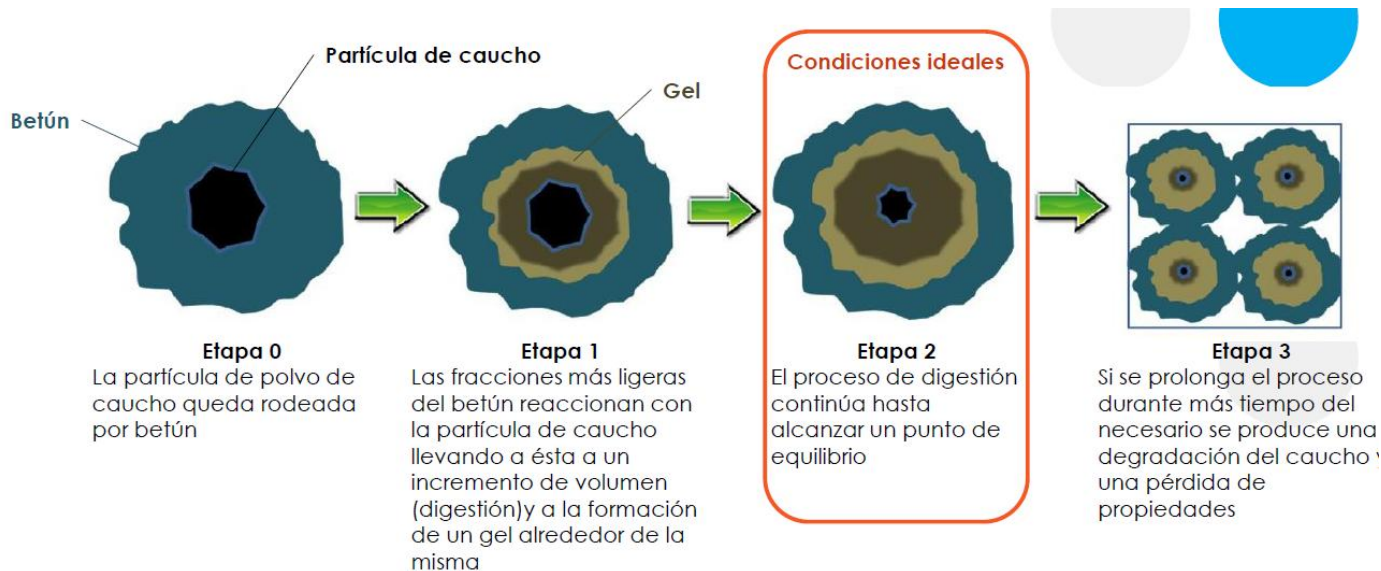 Partícula de caucho
Condiciones ideales
Gel
Betún
Etapa 0
La partícula de polvo de
caucho queda rodeada
por betún
Etapa 1
Las fracciones más ligeras
del betún reaccionan con
la partícula de caucho
llevando a ésta a un
incremento de volumen
(digestión)y a la formación
de un gel alrededor de la
misma
Etapa 2
El proceso de digestión
continúa hasta
alcanzar un punto de
equilibrio
Etapa 3
Si se prolonga el proceso
durante más tiempo del
necesario se produce una
degradación del caucho y
una pérdida de
propiedades